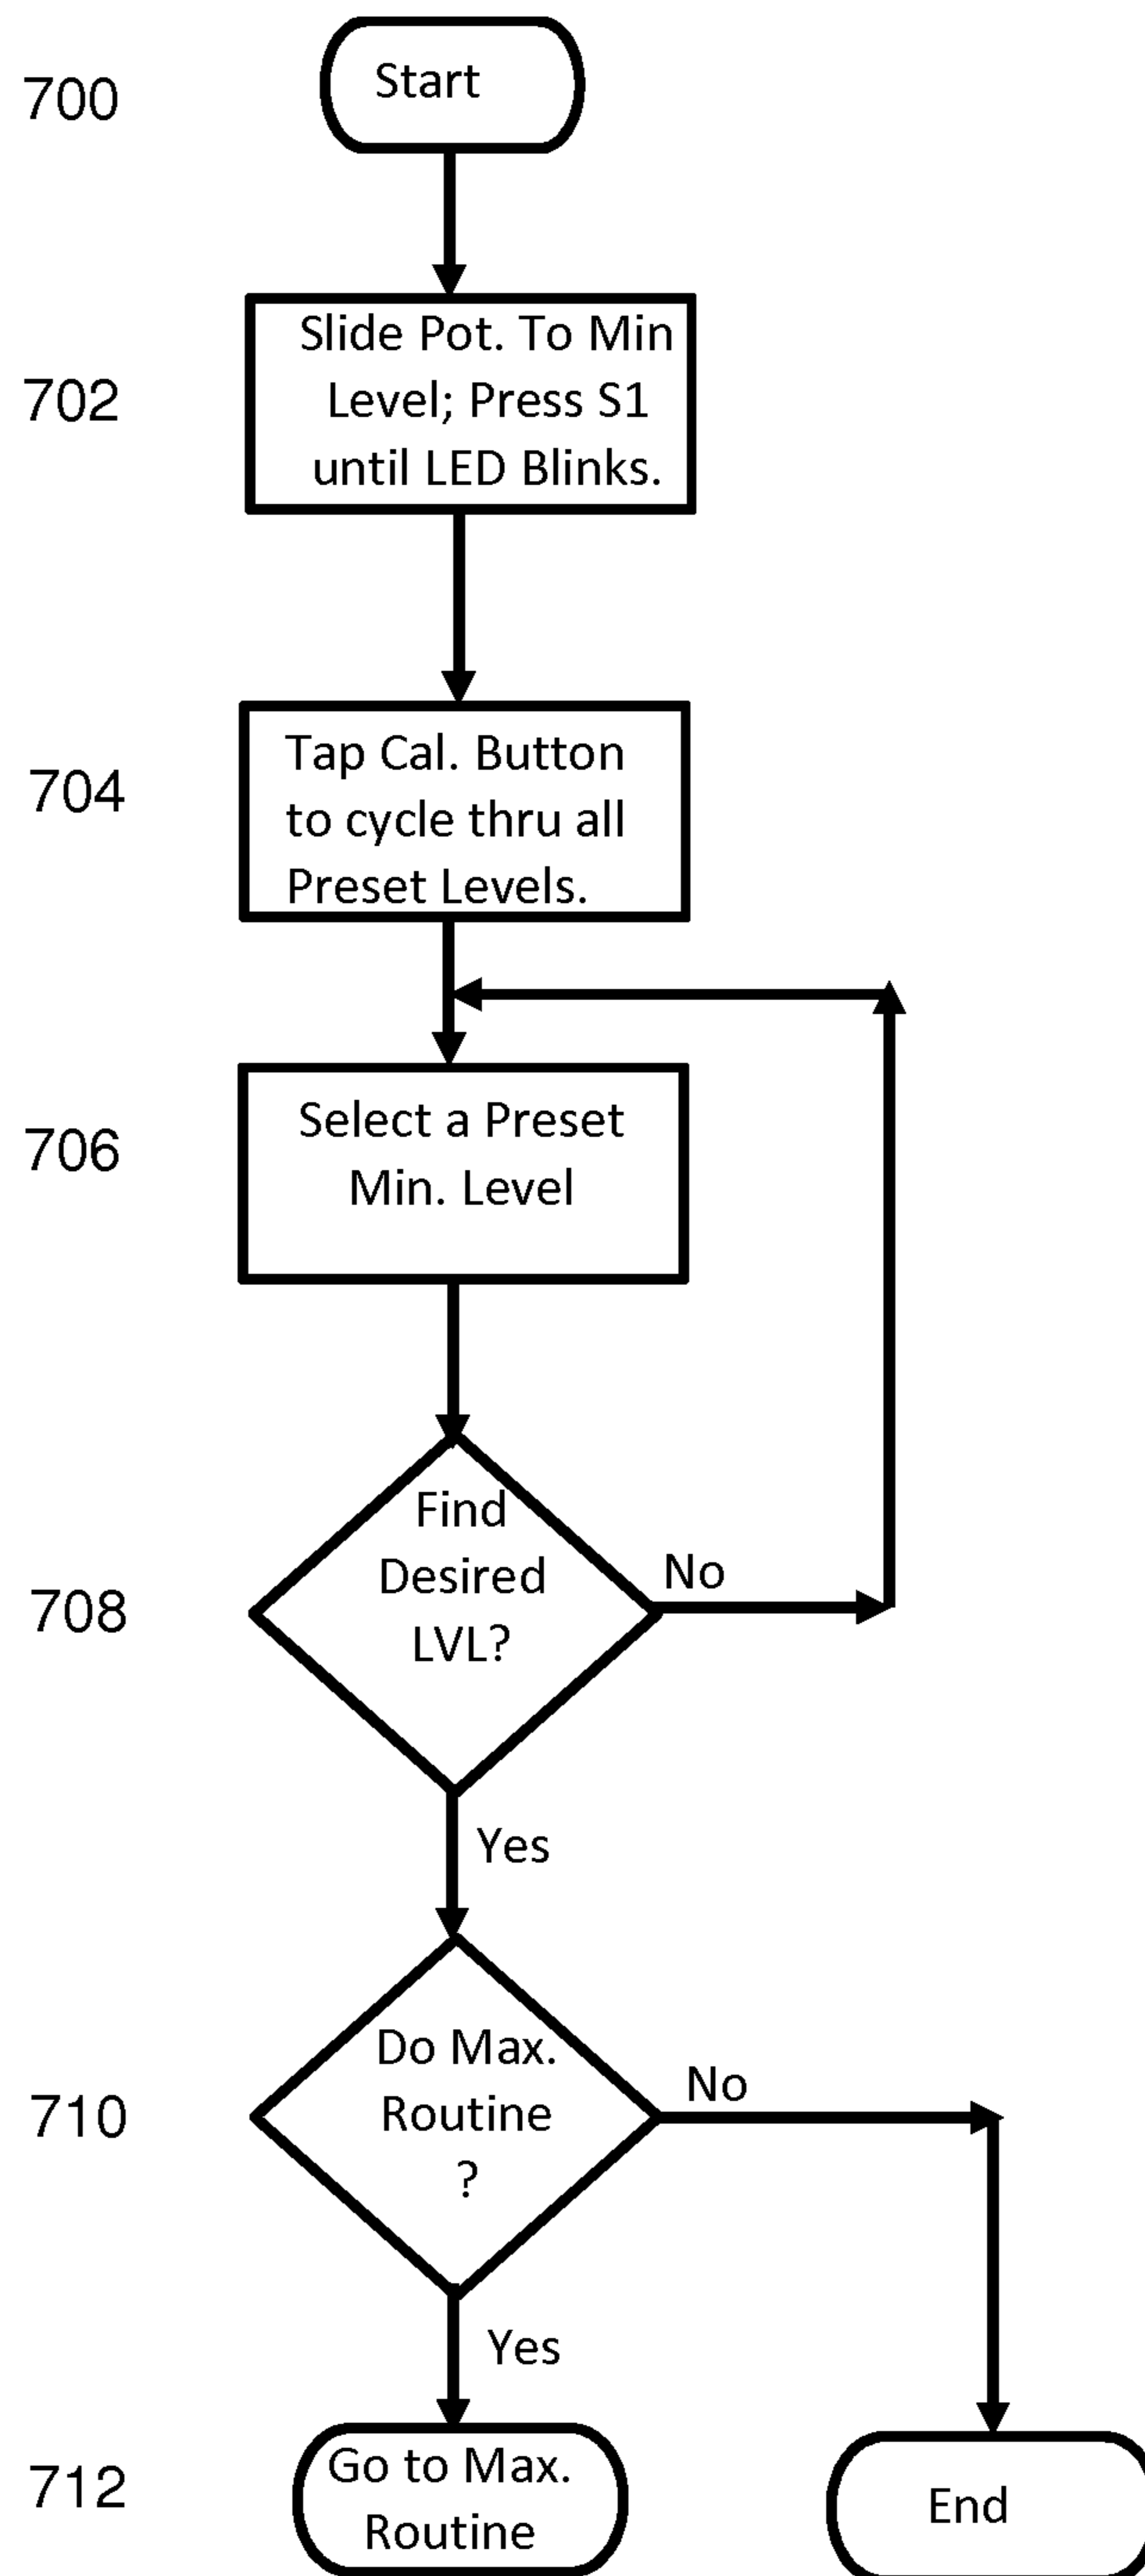 700
Start
702
Slide Pot. To Min
Level; Press S1
until LED Blinks.
704
Tap Cal. Button
to cycle thru all
Preset Levels.
706
Select a Preset
Min. Level
708
Find
Desired
LVL?
No
Yes
710
Do Max.
Routine
?
No
Yes
712
Go to Max.
Routine
End